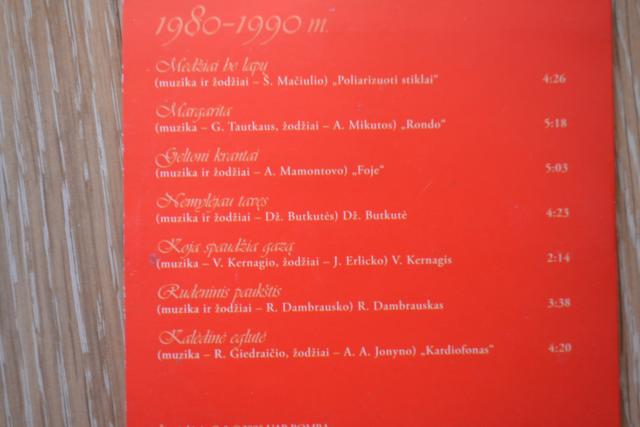 1980-1990 m.
Medžiai be lapų
(muzika ir žodžiai – Š. Mačiulio) „Poliarizuoti stiklai“ 4:26
Margarita
(muzika – G. Tautkaus, žodžiai – A. Mikutos) „Rondo“ 5:18
Geltoni krantai
(muzika ir žodžiai – A. Mamontovo) „Foje“ 5:03
Nemylėjau tavęs
(muzika ir žodžiai – Dž. Butkutės) Dž. Butkutė 4:23
Koja spaudžia gazą
(muzika – V. Kernagio, žodžiai – J. Erlicko) V. Kernagis 2:14
Rudeninis paukštis
(muzika ir žodžiai – R. Dambrausko) R. Dambrauskas 3:38
Kalėdinė eglutė
(muzika – R. Giedraičio, žodžiai – A. A. Jonyno) „Kardiofonas“ 4:20